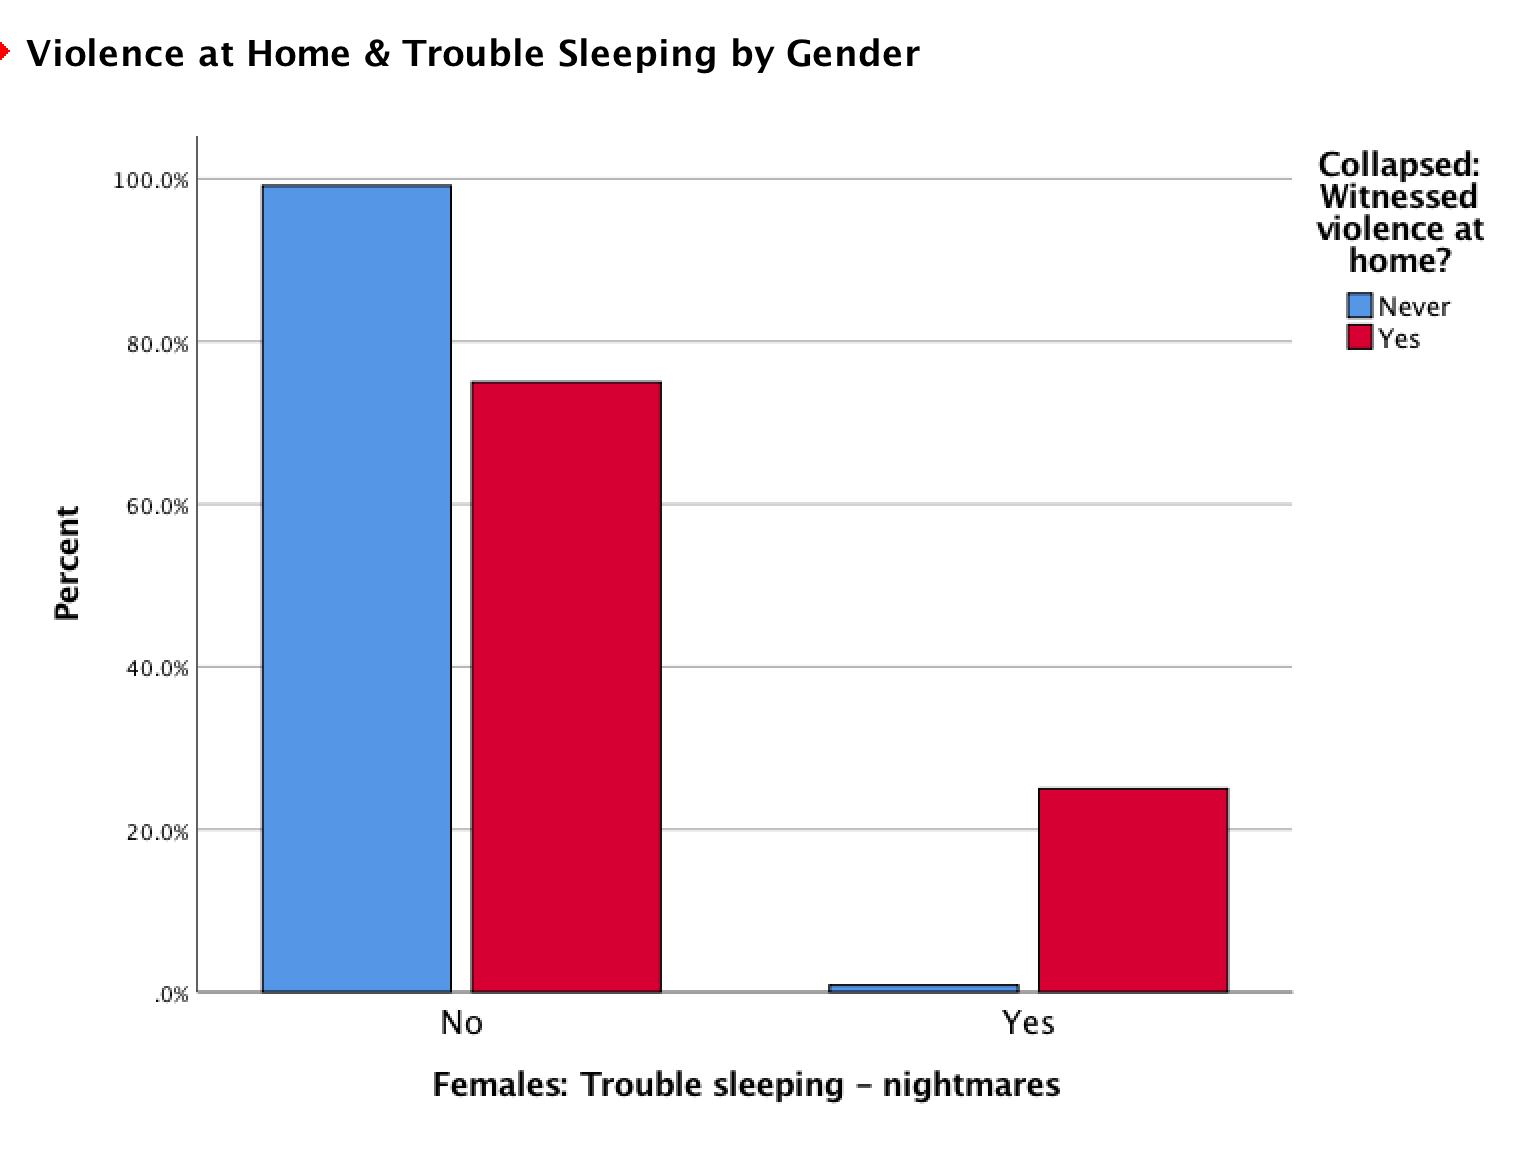 Violence at Home & Trouble Sleeping by Gender
Collapsed:
Witnessed
violence at
home?
Never
Yes
100.0%
80.0%
60.0%
40.0%
20.0%
.0%
Percent
No
Yes
Females: Trouble sleeping – nightmares